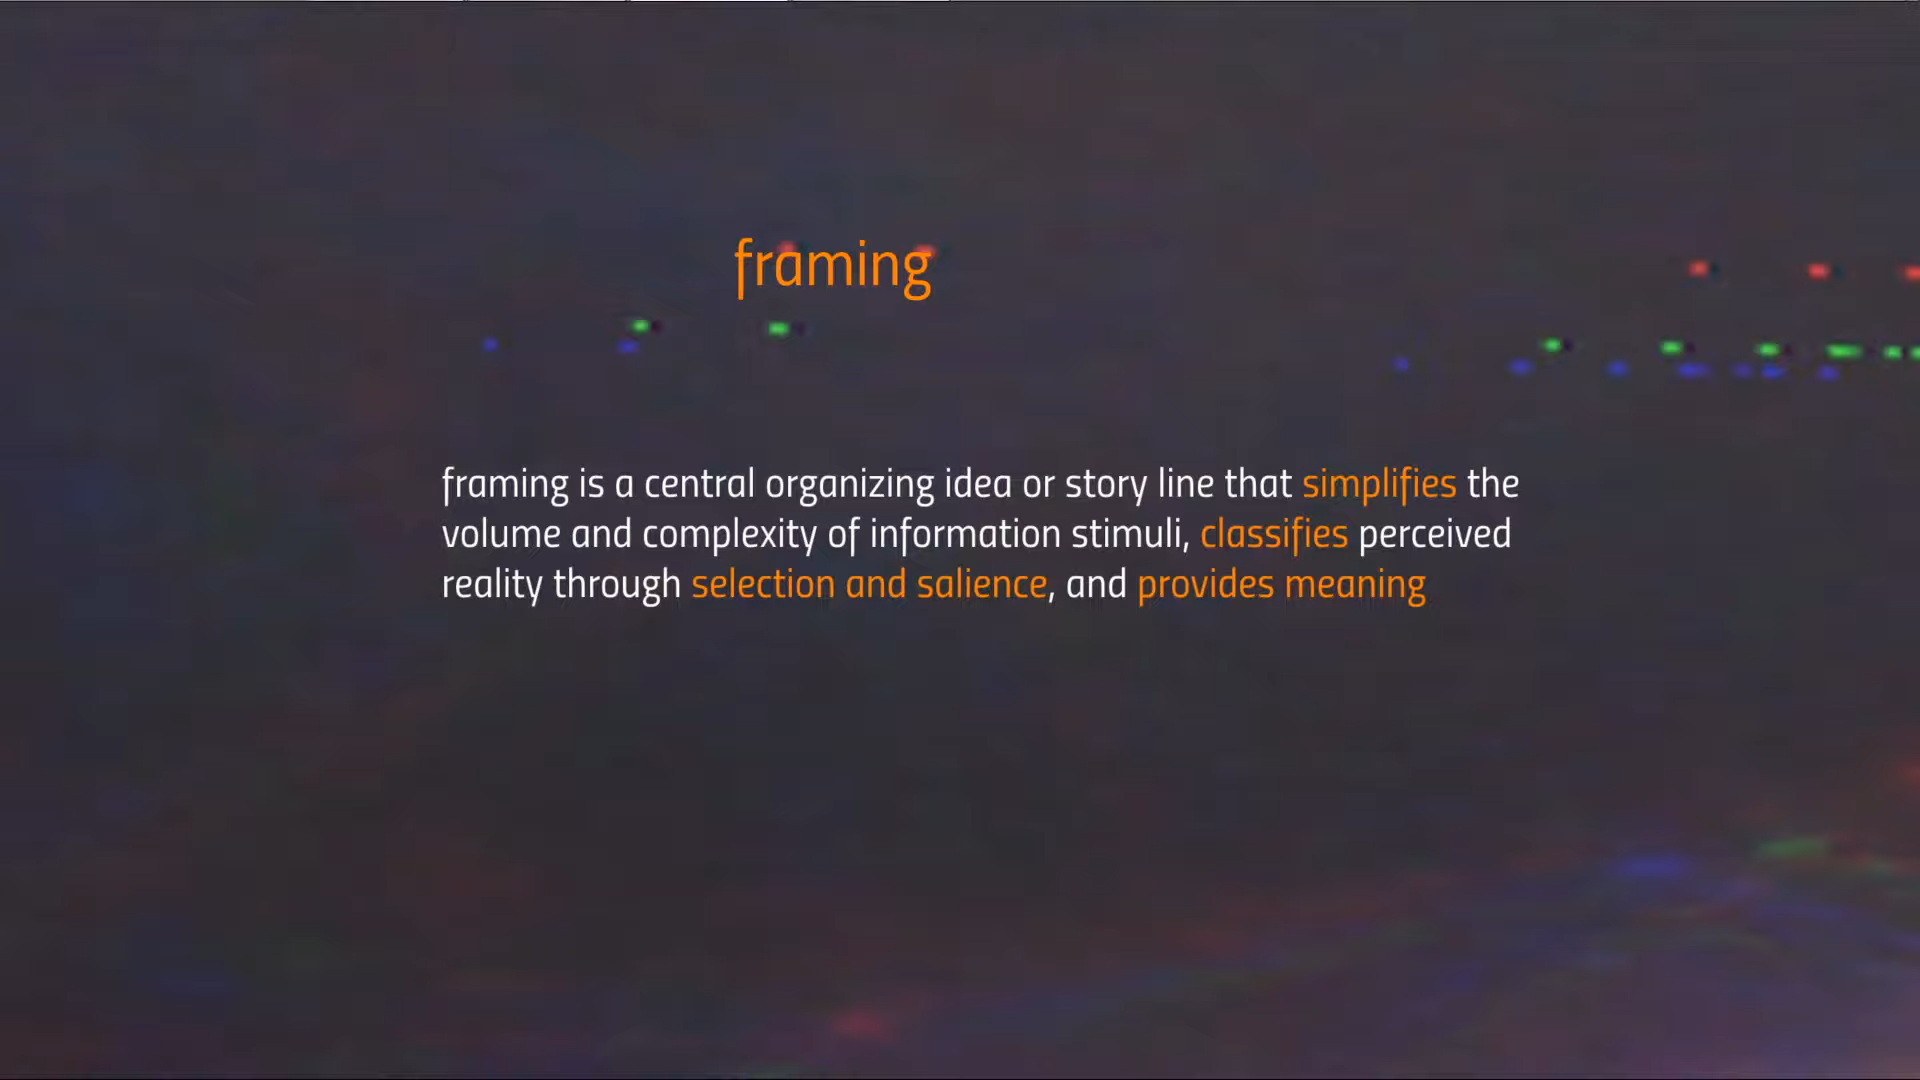 framing
framing is a central organizing idea or story line that simplifies the
volume and complexity of information stimuli, classifies perceived
reality through selection and salience, and provides meaning